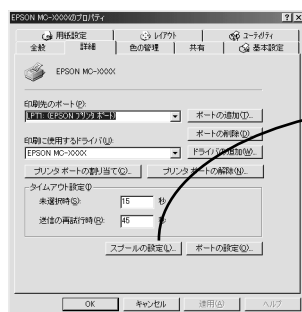 EPSON MC-XXXXのプロパティ
用紙設定 レイアウト ユーティリティ
全般 詳細 色の管理 共有 基本設定
EPSON MC-XXXX
印刷先のポート(P):
LPT1: (EPSON プリンタ ポート)
ポートの追加(T)...
ポートの削除(D)...
印刷に使用するドライバ(U):
EPSON MC-XXXX
ドライバの追加(W)...
プリンタ ポートの割り当て(C)...
プリンタ ポートの解除(N)...
タイムアウト設定
未選択時(S): 15 秒
送信の再試行時(R): 45 秒
スプールの設定(L)...
ポートの設定(O)...
OK
キャンセル
適用(A)
ヘルプ